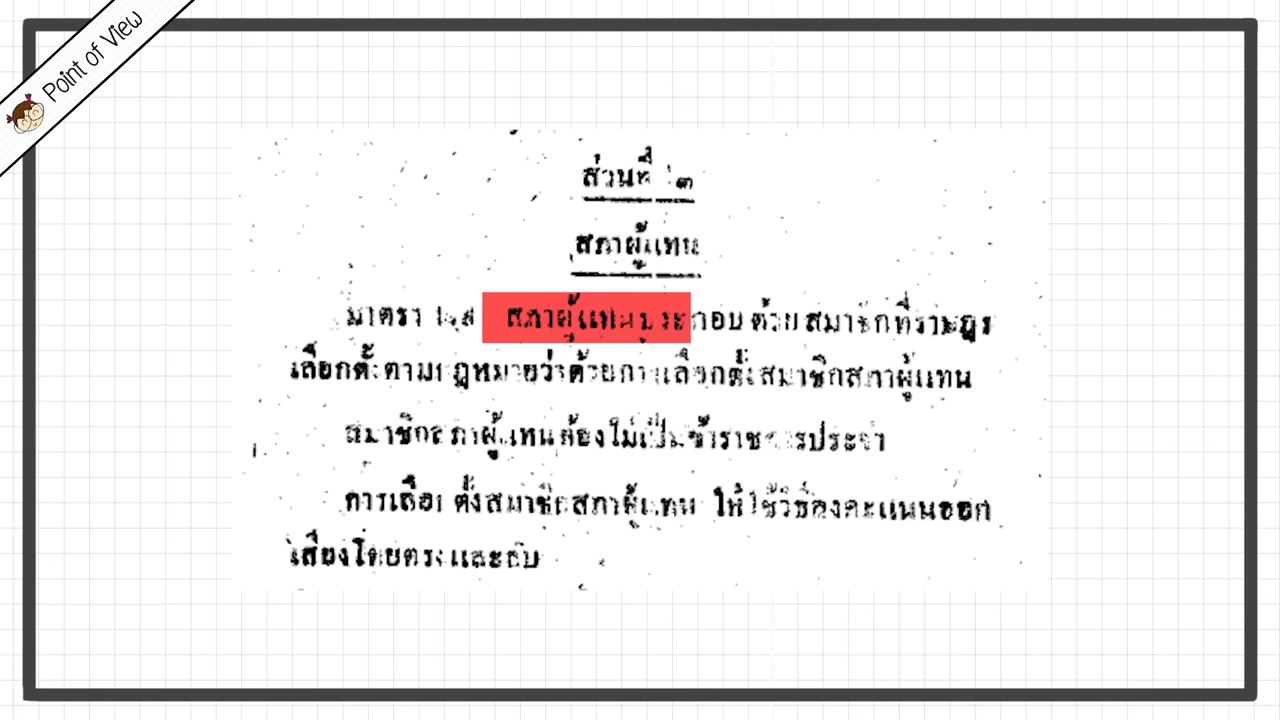 Point of View
ส่วนที่ ๓
สภาผู้แทน
มาตรา สภาผู้แทนประกอบด้วยสมาชิกที่ราษฎร
เลือกตั้งตามกฎหมายว่าด้วยการเลือกตั้งสมาชิกสภาผู้แทน
สมาชิกสภาผู้แทนต้องไม่เป็นข้าราชการประจำ
การเลือกตั้งสมาชิกสภาผู้แทน ให้ใช้วิธีลงคะแนนออก
เสียงโดยตรงและลับ